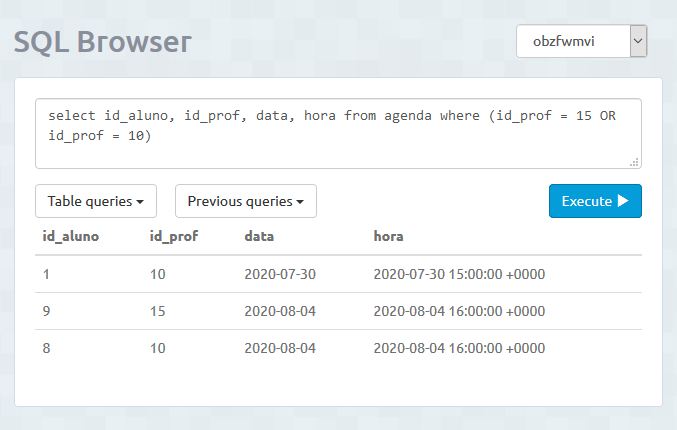 SQL Browser
obzfwmvi
select id_aluno, id_prof, data, hora from agenda where (id_prof = 15 OR
id_prof = 10)
Table queries Previous queries Execute
id_aluno id_prof data hora
1 10 2020-07-30 2020-07-30 15:00:00 +0000
9 15 2020-08-04 2020-08-04 16:00:00 +0000
8 10 2020-08-04 2020-08-04 16:00:00 +0000